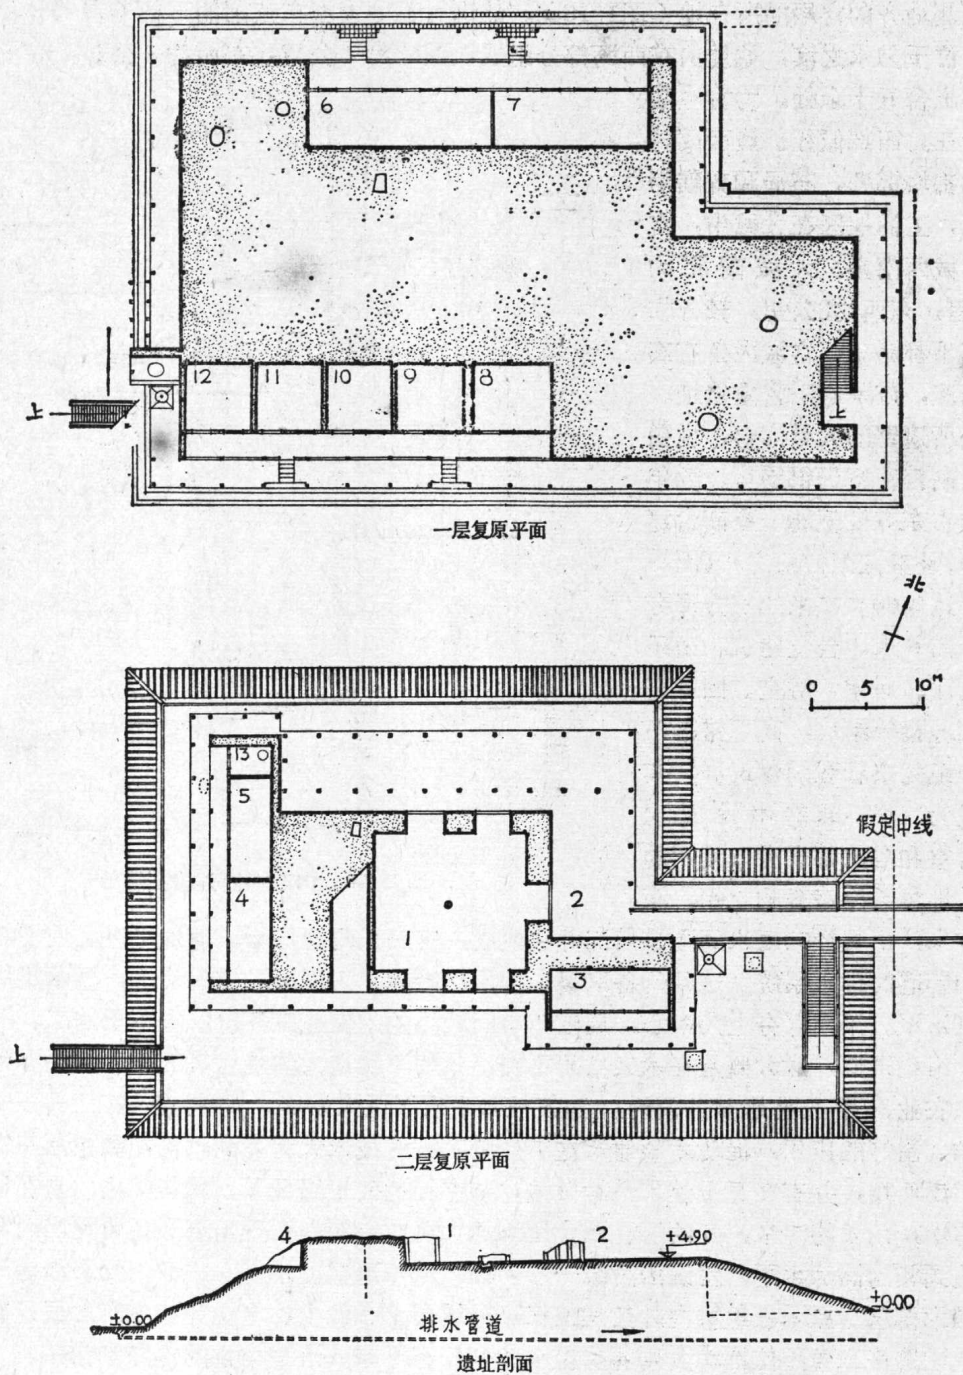 6 7
12 11 10 9 8
上 上
一层复原平面
北
0 5 10M
假定中线
13
5
4 2
1
3
上
二层复原平面
4 1 2 +4.90
±0.00 ±0.00
排水管道
遗址剖面